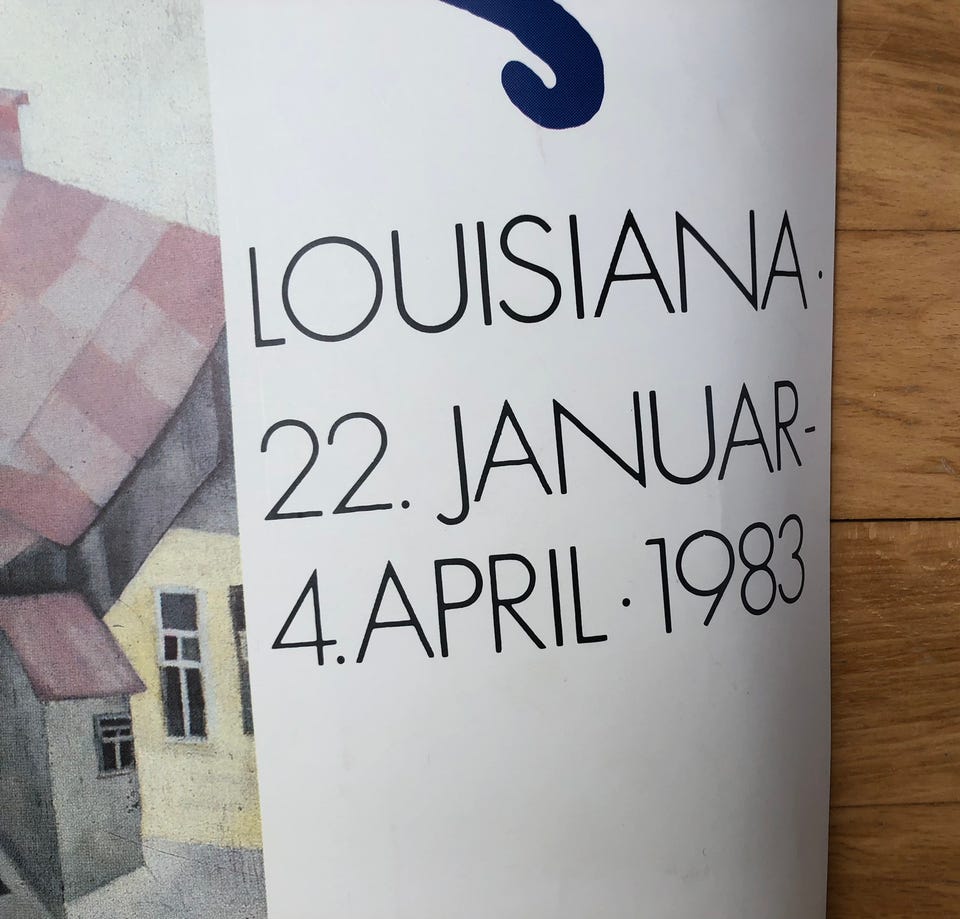 LOUISIANA·
22. JANUAR-
4. APRIL · 1983